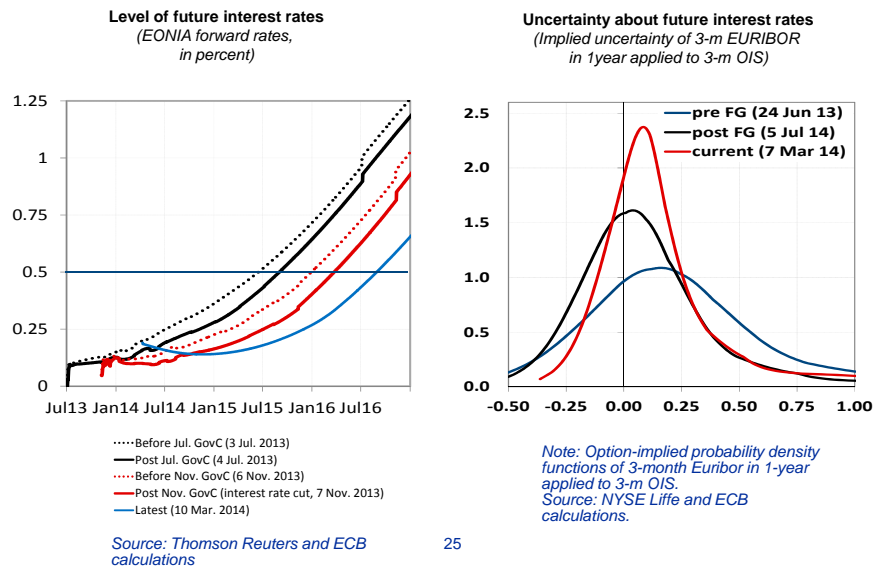 Level of future interest rates
(EONIA forward rates,
in percent)
1.25
1
0.75
0.5
0.25
0
Jul13 Jan14 Jul14 Jan15 Jul15 Jan16 Jul16
Before Jul. GovC (3 Jul. 2013)
Post Jul. GovC (4 Jul. 2013)
Before Nov. GovC (6 Nov. 2013)
Post Nov. GovC (interest rate cut, 7 Nov. 2013)
Latest (10 Mar. 2014)
Source: Thomson Reuters and ECB
calculations
Uncertainty about future interest rates
(Implied uncertainty of 3-m EURIBOR
in 1year applied to 3-m OIS)
2.5
2.0
1.5
1.0
0.5
0.0
pre FG (24 Jun 13)
post FG (5 Jul 14)
current (7 Mar 14)
-0.50 -0.25 0.00 0.25 0.50 0.75 1.00
Note: Option-implied probability density
functions of 3-month Euribor in 1-year
applied to 3-m OIS.
Source: NYSE Liffe and ECB
calculations.
25